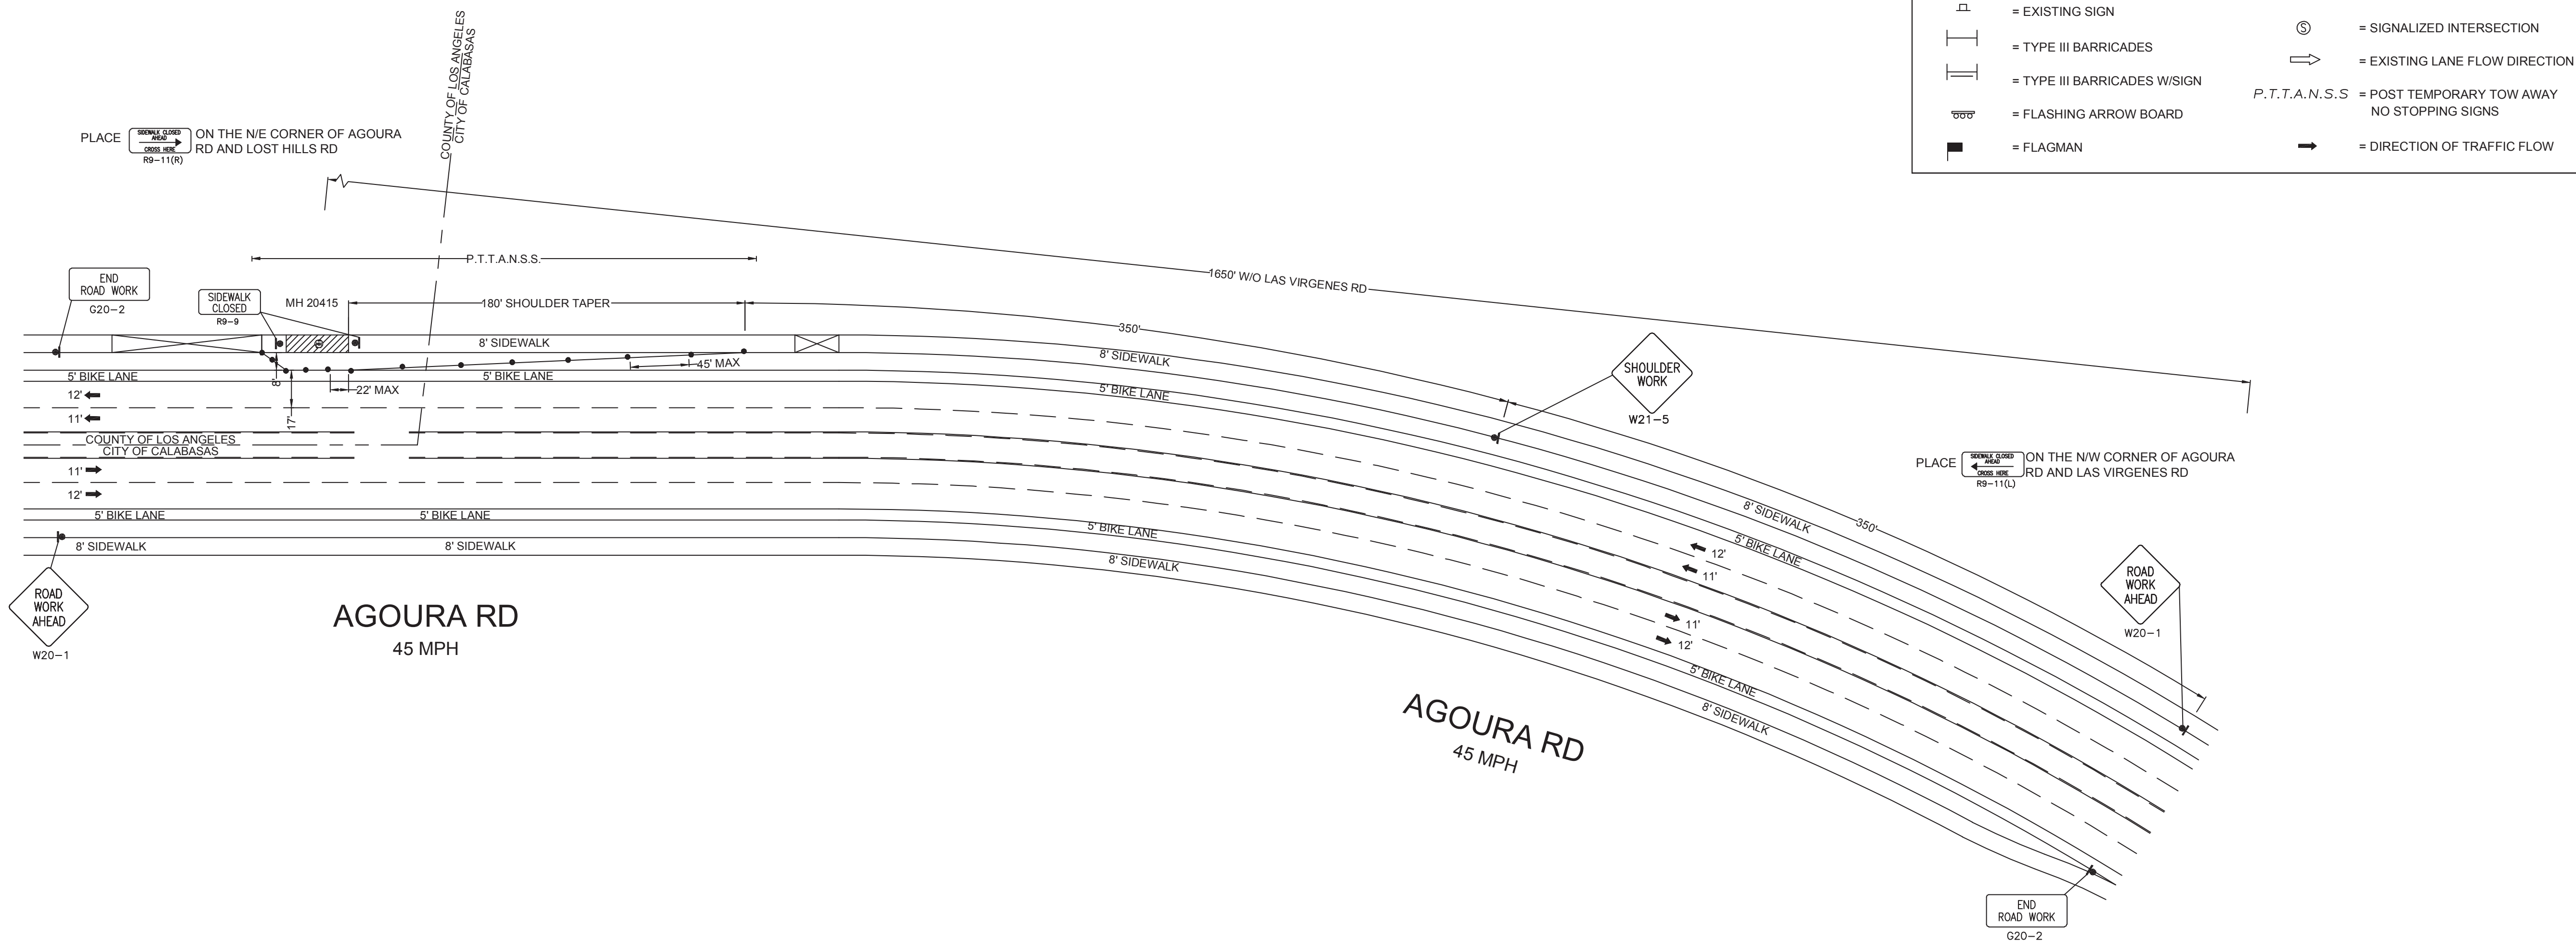 = EXISTING SIGN
= TYPE III BARRICADES
= TYPE III BARRICADES W/SIGN
= FLASHING ARROW BOARD
= FLAGMAN
S = SIGNALIZED INTERSECTION
= EXISTING LANE FLOW DIRECTION
P.T.T.A.N.S.S = POST TEMPORARY TOW AWAY
NO STOPPING SIGNS
= DIRECTION OF TRAFFIC FLOW
COUNTY OF LOS ANGELES
CITY OF CALABASAS
PLACE
SIDEWALK CLOSED
AHEAD
CROSS HERE
R9-11(R)
ON THE N/E CORNER OF AGOURA
RD AND LOST HILLS RD
1650' W/O LAS VIRGENES RD
P.T.T.A.N.S.S.
END
ROAD WORK
G20-2
SIDEWALK
CLOSED
R9-9
MH 20415
180' SHOULDER TAPER
350'
8' SIDEWALK
8' SIDEWALK
45' MAX
5' BIKE LANE
8'
22' MAX
5' BIKE LANE
5' BIKE LANE
12'
11'
17'
COUNTY OF LOS ANGELES
CITY OF CALABASAS
11'
12'
5' BIKE LANE
5' BIKE LANE
5' BIKE LANE
8' SIDEWALK
8' SIDEWALK
8' SIDEWALK
ROAD
WORK
AHEAD
W20-1
AGOURA RD
45 MPH
SHOULDER
WORK
W21-5
PLACE
SIDEWALK CLOSED
AHEAD
CROSS HERE
R9-11(L)
ON THE N/W CORNER OF AGOURA
RD AND LAS VIRGENES RD
8' SIDEWALK
350'
5' BIKE LANE
12'
11'
11'
12'
5' BIKE LANE
8' SIDEWALK
AGOURA RD
45 MPH
ROAD
WORK
AHEAD
W20-1
END
ROAD WORK
G20-2